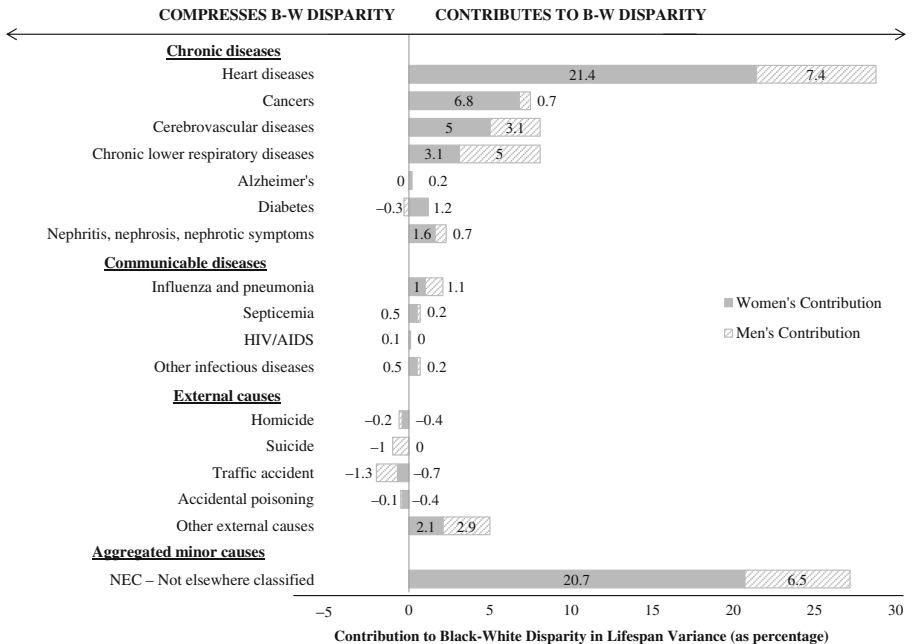 COMPRESSES B-W DISPARITY CONTRIBUTES TO B-W DISPARITY
Chronic diseases
Heart diseases 21.4 7.4
Cancers 6.8 0.7
Cerebrovascular diseases 5 3.1
Chronic lower respiratory diseases 3.1 5
Alzheimer's 0 0.2
Diabetes −0.3 1.2
Nephritis, nephrosis, nephrotic symptoms 1.6 0.7
Communicable diseases
Influenza and pneumonia 1 1.1
Septicemia 0.5 0.2
HIV/AIDS 0.1 0
Other infectious diseases 0.5 0.2
Women's Contribution
Men's Contribution
External causes
Homicide −0.2 −0.4
Suicide −1 0
Traffic accident −1.3 −0.7
Accidental poisoning −0.1 −0.4
Other external causes 2.1 2.9
Aggregated minor causes
NEC – Not elsewhere classified 20.7 6.5
−5 0 5 10 15 20 25 30
Contribution to Black-White Disparity in Lifespan Variance (as percentage)